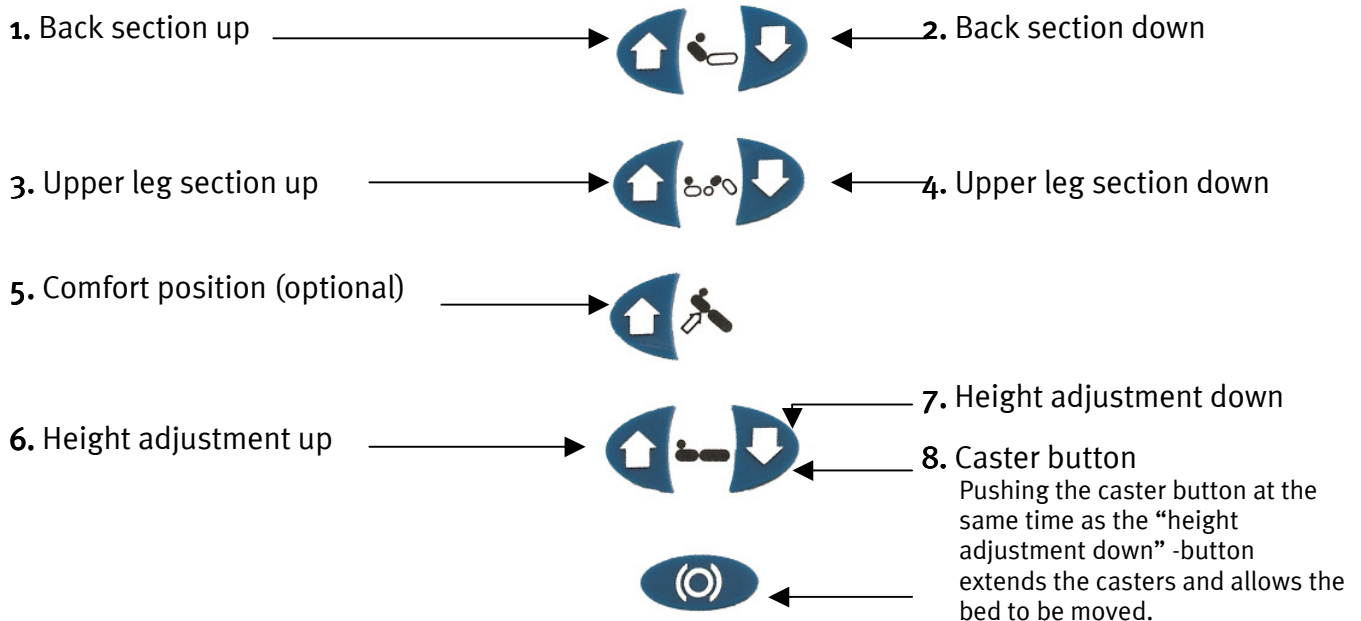 1. Back section up
2. Back section down
3. Upper leg section up
4. Upper leg section down
5. Comfort position (optional)
6. Height adjustment up
7. Height adjustment down
8. Caster button
Pushing the caster button at the
same time as the “height
adjustment down” -button
extends the casters and allows the
bed to be moved.